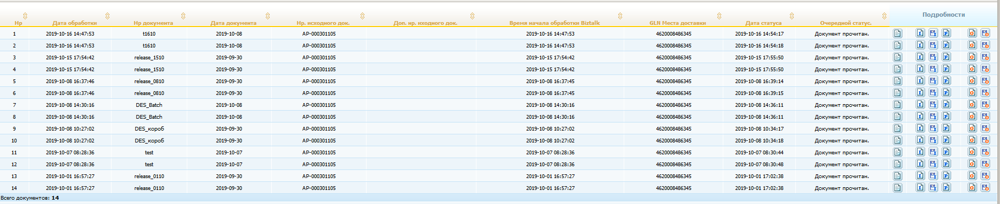 Нр Дата обработки Нр документа Дата документа Нр. исходного док. Доп. нр. иходного док. Время начала обработки Biztalk GLN Места доставки Дата статуса Очередной статус. Подробности
1 2019-10-16 14:47:53 t1610 2019-10-08 AP-000301105 2019-10-16 14:47:53 4620008486345 2019-10-16 14:54:17 Документ прочитан.
2 2019-10-16 14:47:53 t1610 2019-10-08 AP-000301105 2019-10-16 14:47:53 4620008486345 2019-10-16 14:54:18 Документ прочитан.
3 2019-10-15 17:54:42 release_1510 2019-09-30 AP-000301105 2019-10-15 17:54:42 4620008486345 2019-10-15 17:55:50 Документ прочитан.
4 2019-10-15 17:54:42 release_1510 2019-09-30 AP-000301105 2019-10-15 17:54:42 4620008486345 2019-10-15 17:55:50 Документ прочитан.
5 2019-10-08 16:37:46 release_0810 2019-09-30 AP-000301105 2019-10-08 16:37:45 4620008486345 2019-10-08 16:39:14 Документ прочитан.
6 2019-10-08 16:37:46 release_0810 2019-09-30 AP-000301105 2019-10-08 16:37:45 4620008486345 2019-10-08 16:39:15 Документ прочитан.
7 2019-10-08 14:30:16 DES_Batch 2019-10-08 AP-000301105 2019-10-08 14:30:16 4620008486345 2019-10-08 14:36:11 Документ прочитан.
8 2019-10-08 14:30:16 DES_Batch 2019-10-08 AP-000301105 2019-10-08 14:30:16 4620008486345 2019-10-08 14:36:11 Документ прочитан.
9 2019-10-08 10:27:02 DES_короб 2019-09-30 AP-000301105 2019-10-08 10:27:02 4620008486345 2019-10-08 10:34:17 Документ прочитан.
10 2019-10-08 10:27:02 DES_короб 2019-09-30 AP-000301105 2019-10-08 10:27:02 4620008486345 2019-10-08 10:34:18 Документ прочитан.
11 2019-10-07 08:28:36 test 2019-10-07 AP-000301105 2019-10-07 08:28:36 4620008486345 2019-10-07 08:30:44 Документ прочитан.
12 2019-10-07 08:28:36 test 2019-10-07 AP-000301105 2019-10-07 08:28:36 4620008486345 2019-10-07 08:30:48 Документ прочитан.
13 2019-10-01 16:57:27 release_0110 2019-09-30 AP-000301105 2019-10-01 16:57:27 4620008486345 2019-10-01 17:02:38 Документ прочитан.
14 2019-10-01 16:57:27 release_0110 2019-09-30 AP-000301105 2019-10-01 16:57:27 4620008486345 2019-10-01 17:02:38 Документ прочитан.
Всего документов: 14